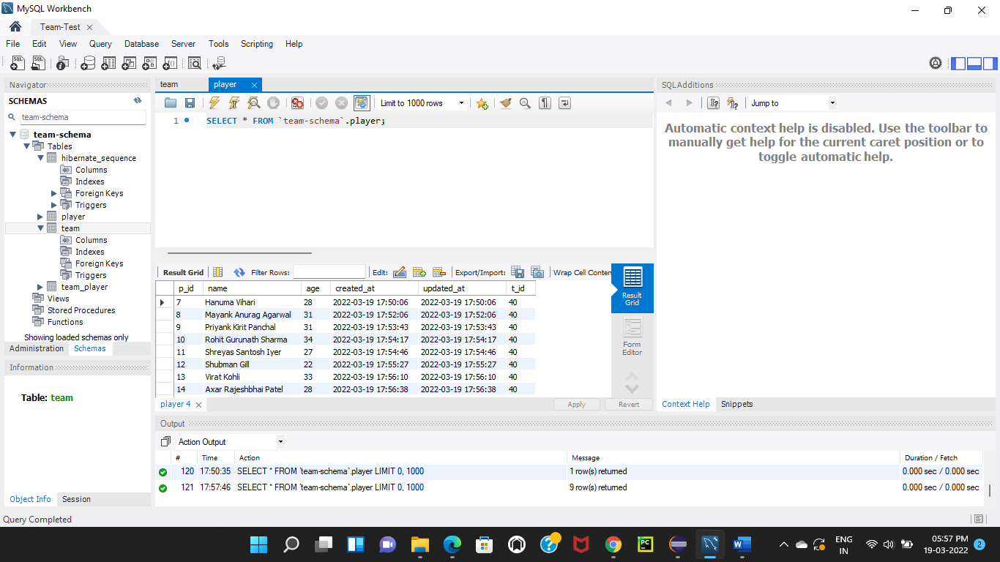 MySQL Workbench
Team-Test
File Edit View Query Database Server Tools Scripting Help
Navigator
SCHEMAS
team-schema
team-schema
Tables
hibernate_sequence
Columns
Indexes
Foreign Keys
Triggers
player
team
Columns
Indexes
Foreign Keys
Triggers
team_player
Views
Stored Procedures
Functions
Showing loaded schemas only
Administration Schemas
Information
Table: team
Object Info Session
team player
Limit to 1000 rows
1 SELECT * FROM `team-schema`.player;
Result Grid Filter Rows: Edit: Export/Import: Wrap Cell Conten
p_id name age created_at updated_at t_id
7 Hanuma Vihari 28 2022-03-19 17:50:06 2022-03-19 17:50:06 40
8 Mayank Anurag Agarwal 31 2022-03-19 17:52:06 2022-03-19 17:52:06 40
9 Priyank Kirit Panchal 31 2022-03-19 17:53:43 2022-03-19 17:53:43 40
10 Rohit Gurunath Sharma 34 2022-03-19 17:54:17 2022-03-19 17:54:17 40
11 Shreyas Santosh Iyer 27 2022-03-19 17:54:46 2022-03-19 17:54:46 40
12 Shubman Gill 22 2022-03-19 17:55:27 2022-03-19 17:55:27 40
13 Virat Kohli 33 2022-03-19 17:56:10 2022-03-19 17:56:10 40
14 Axar Rajeshbhai Patel 28 2022-03-19 17:56:38 2022-03-19 17:56:38 40
Result
Grid
Form
Editor
player 4 Apply Revert
SQLAdditions
Jump to
Automatic context help is disabled. Use the toolbar to
manually get help for the current caret position or to
toggle automatic help.
Context Help Snippets
Output
Action Output
# Time Action Message Duration / Fetch
120 17:50:35 SELECT * FROM `team-schema`.player LIMIT 0, 1000 1 row(s) returned 0.000 sec / 0.000 sec
121 17:57:46 SELECT * FROM `team-schema`.player LIMIT 0, 1000 9 row(s) returned 0.000 sec / 0.000 sec
Query Completed
ENG
IN
05:57 PM
19-03-2022
2